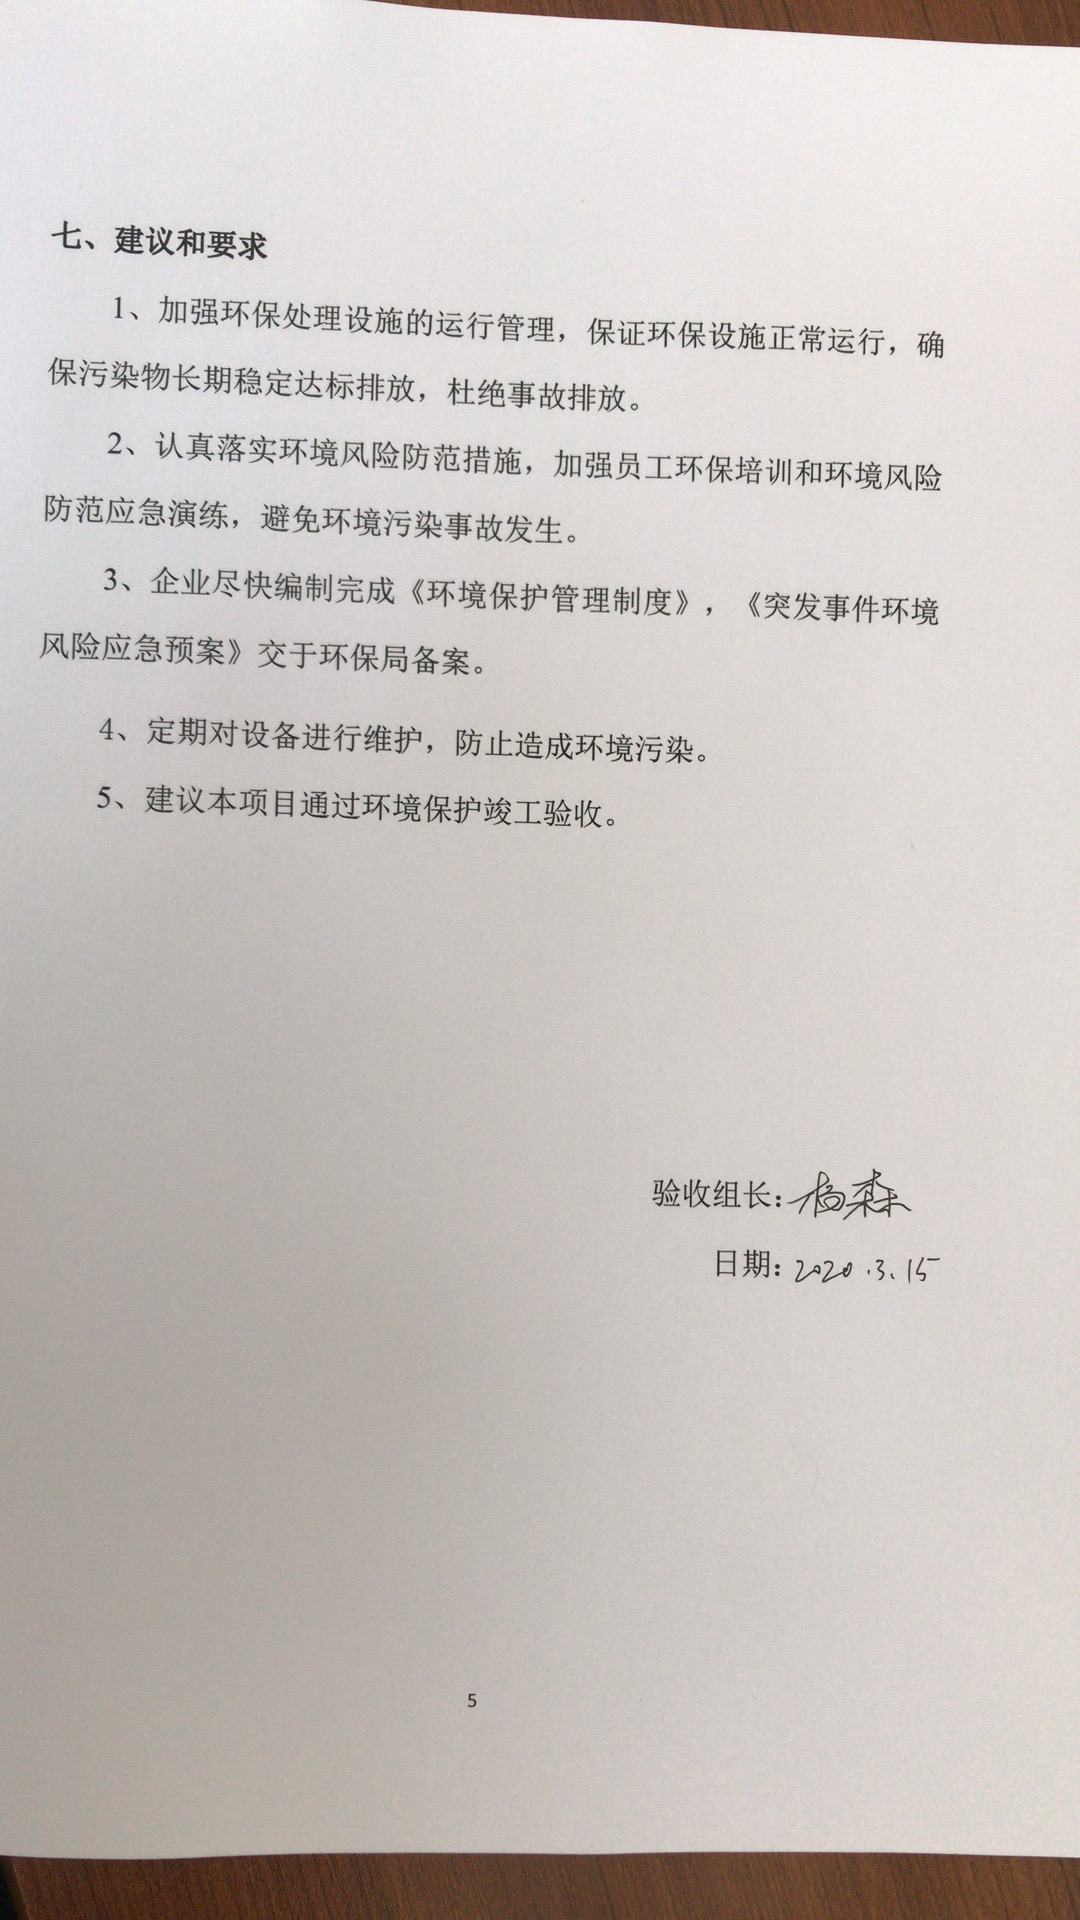 七、建议和要求
1、加强环保处理设施的运行管理，保证环保设施正常运行，确
保污染物长期稳定达标排放，杜绝事故排放。
2、认真落实环境风险防范措施，加强员工环保培训和环境风险
防范应急演练，避免环境污染事故发生。
3、企业尽快编制完成《环境保护管理制度》，《突发事件环境
风险应急预案》交于环保局备案。
4、定期对设备进行维护，防止造成环境污染。
5、建议本项目通过环境保护竣工验收。
验收组长：杨森
日期：2020.3.15
5